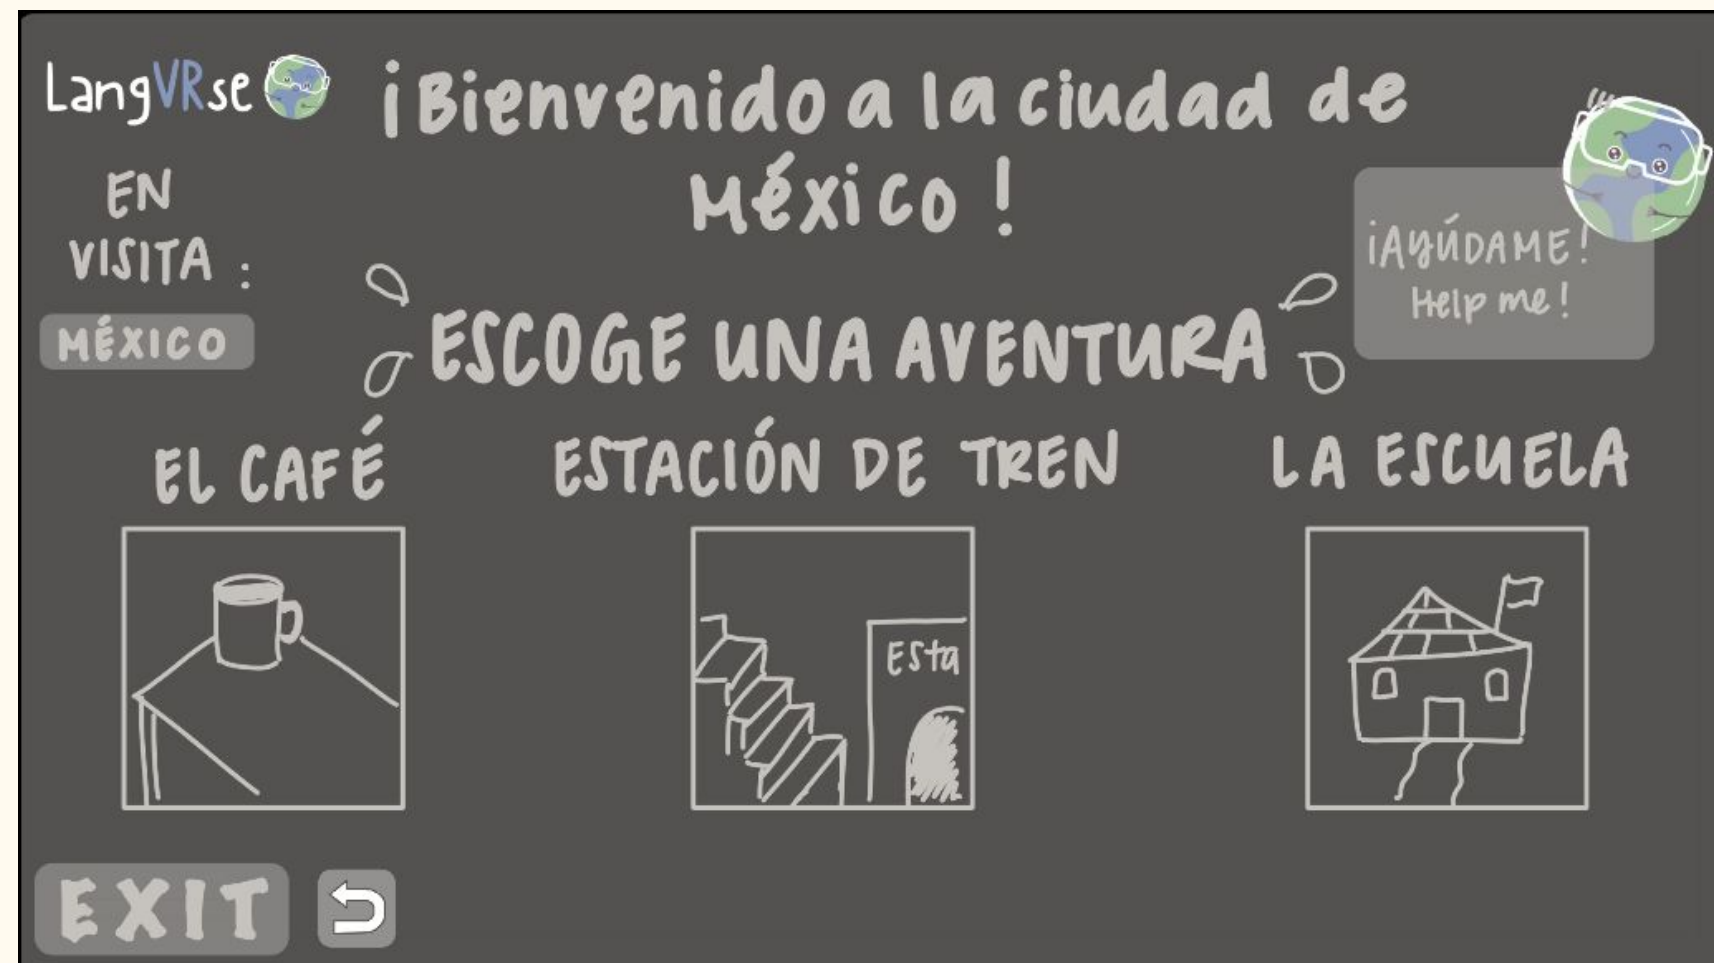 LangVRse
¡Bienvenido a la ciudad de
México!
EN
VISITA :
MÉXICO
¡AYÚDAME!
Help me!
ESCOGE UNA AVENTURA
EL CAFÉ
ESTACIÓN DE TREN
LA ESCUELA
Esta
EXIT